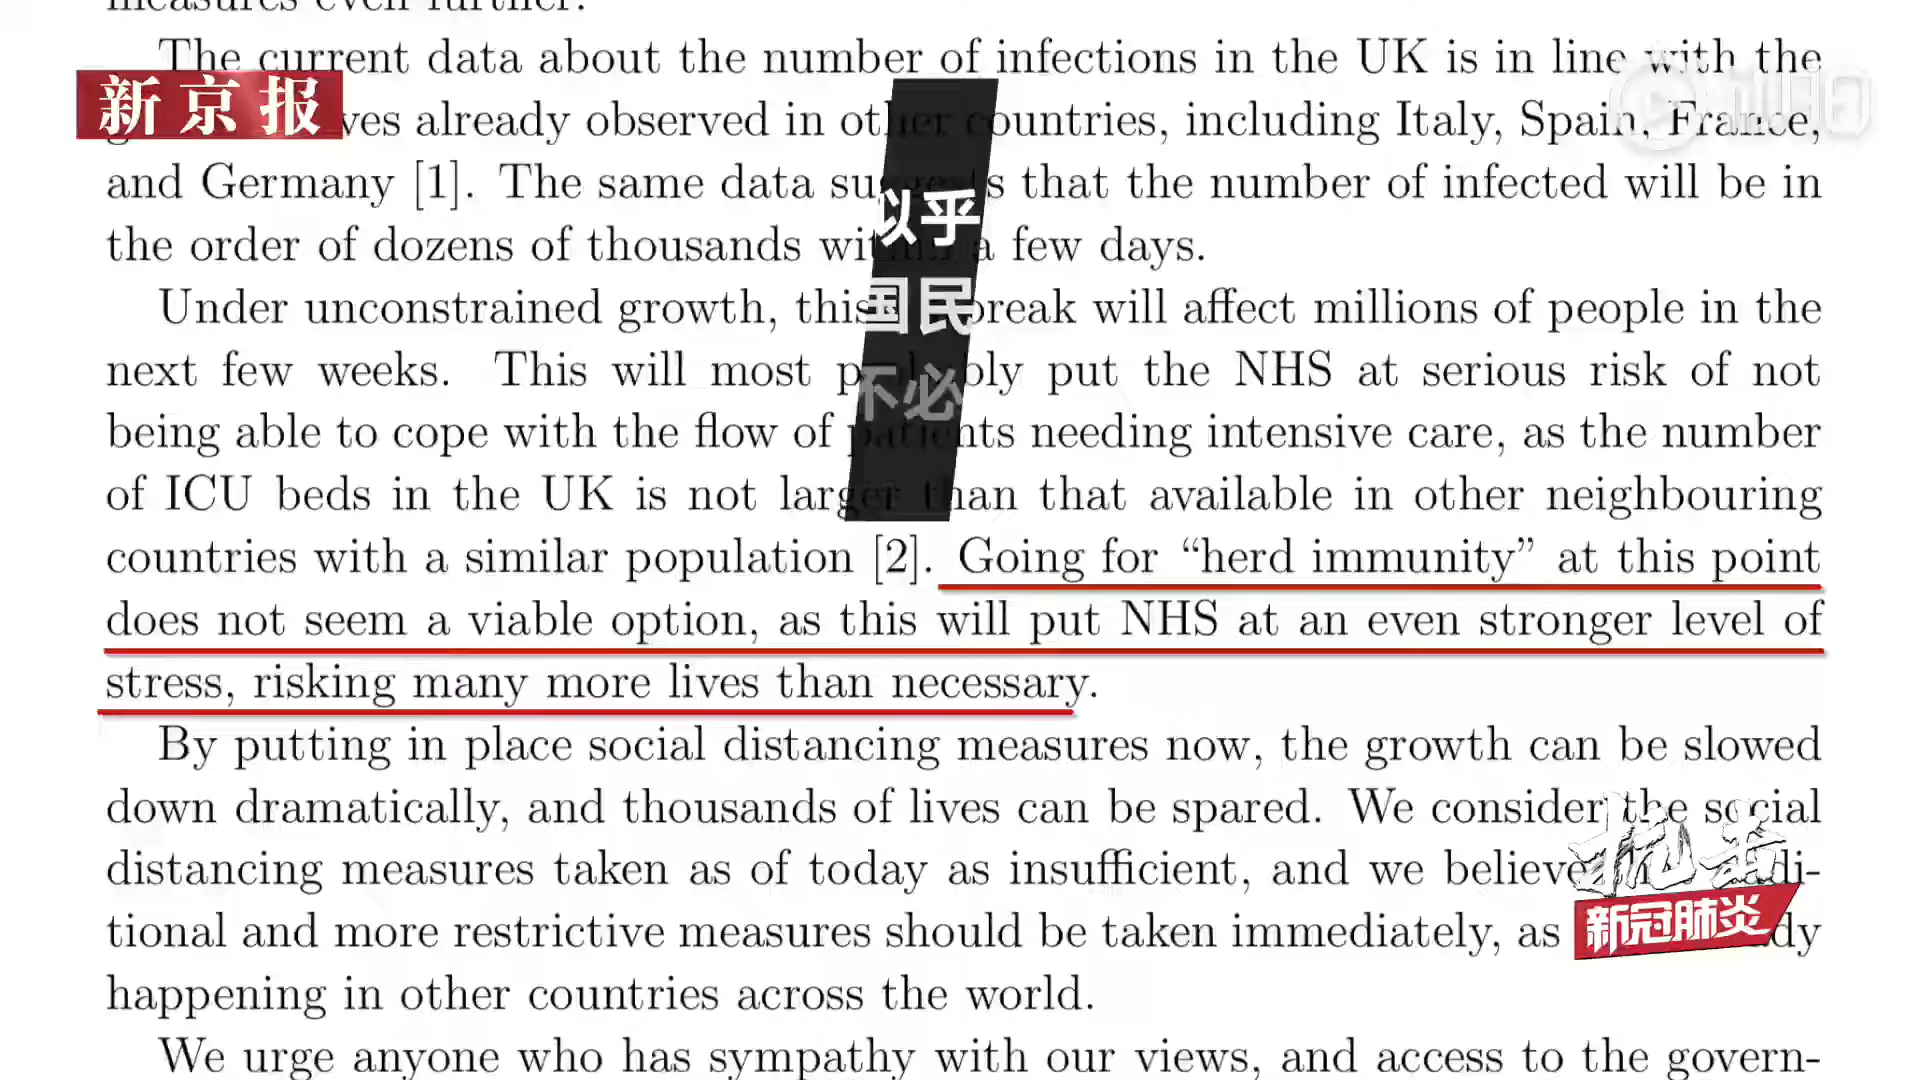 The current data about the number of infections in the UK is in line with the
新京报
already observed in other countries, including Italy, Spain, France,
and Germany [1]. The same data suggests that the number of infected will be in
似乎
the order of dozens of thousands within a few days.
国民
Under unconstrained growth, this break will affect millions of people in the
next few weeks. This will most probably put the NHS at serious risk of not
不必
being able to cope with the flow of patients needing intensive care, as the number
of ICU beds in the UK is not larger than that available in other neighbouring
countries with a similar population [2]. Going for “herd immunity” at this point
does not seem a viable option, as this will put NHS at an even stronger level of
stress, risking many more lives than necessary.
By putting in place social distancing measures now, the growth can be slowed
down dramatically, and thousands of lives can be spared. We consider the social
抗击
distancing measures taken as of today as insufficient, and we believe
新冠肺炎
tional and more restrictive measures should be taken immediately, as
happening in other countries across the world.
We urge anyone who has sympathy with our views, and access to the govern-